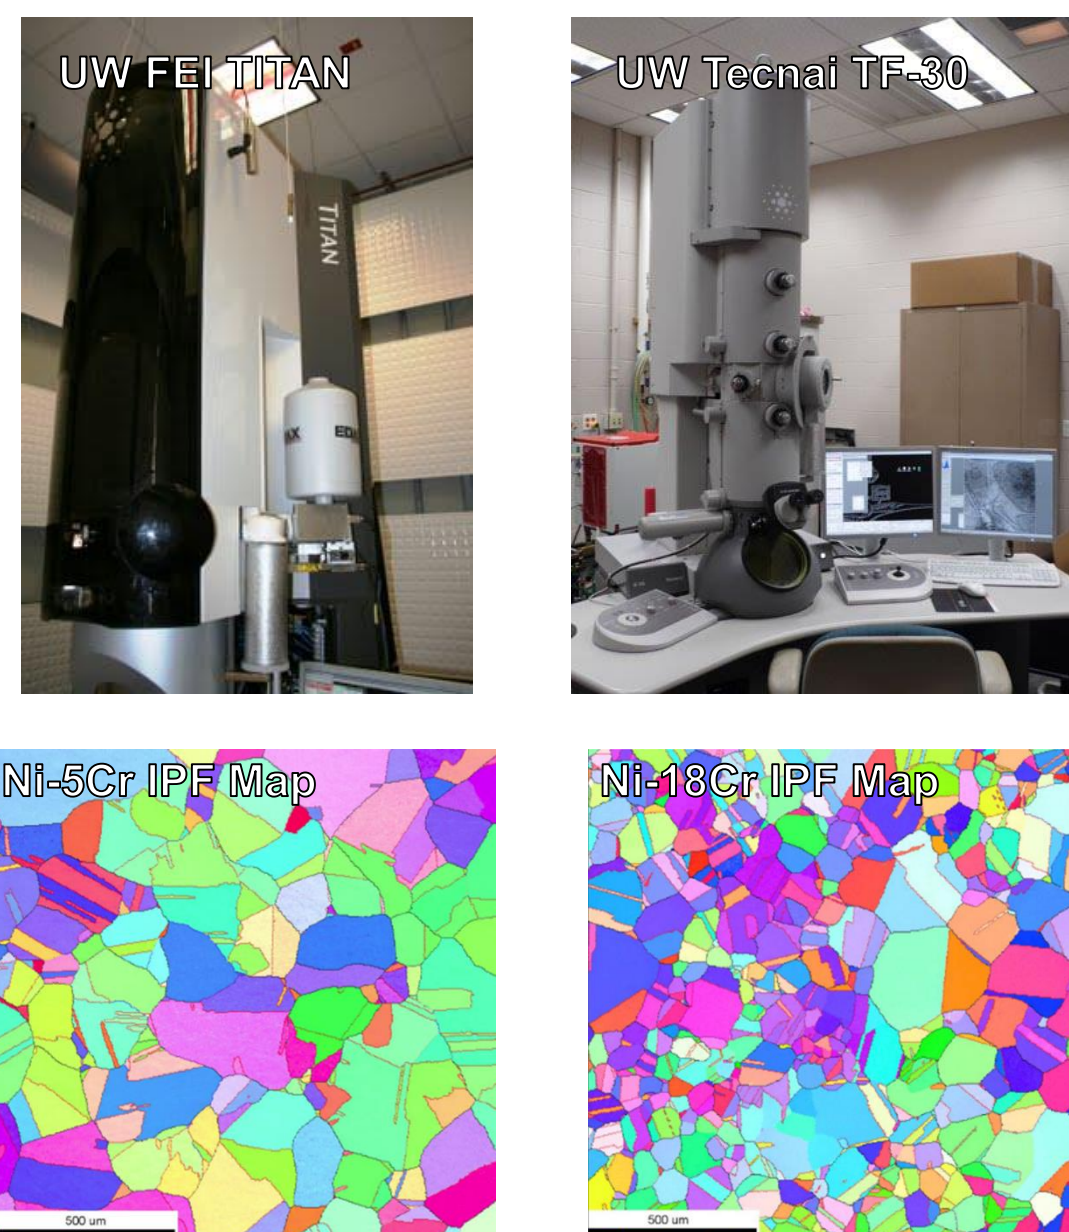 UW FEI TITAN
UW Tecnai TF-30
TITAN
Ni-5Cr IPF Map
Ni-18Cr IPF Map
500 um
500 um